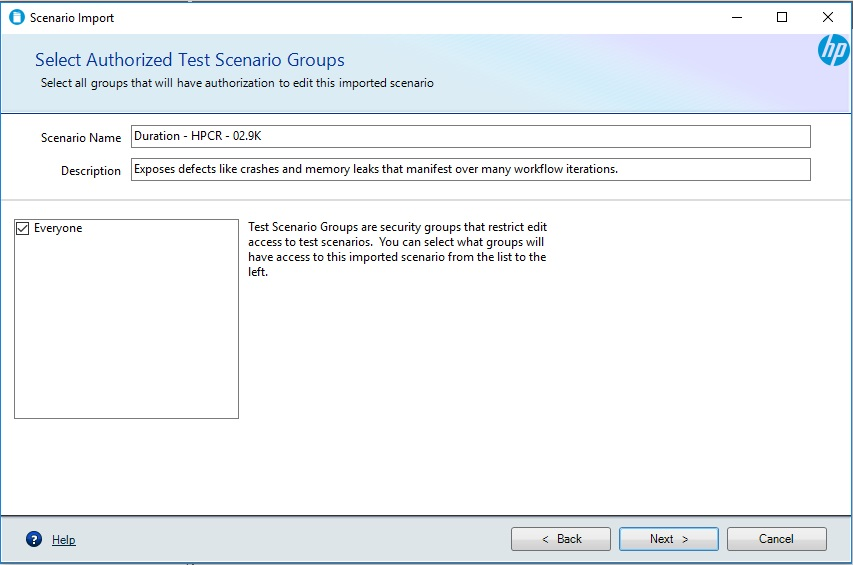 Scenario Import
hp
Select Authorized Test Scenario Groups
Select all groups that will have authorization to edit this imported scenario
Scenario Name Duration - HPCR - 02.9K
Description Exposes defects like crashes and memory leaks that manifest over many workflow iterations.
Everyone
Test Scenario Groups are security groups that restrict edit
access to test scenarios. You can select what groups will
have access to this imported scenario from the list to the
left.
? Help
< Back
Next >
Cancel